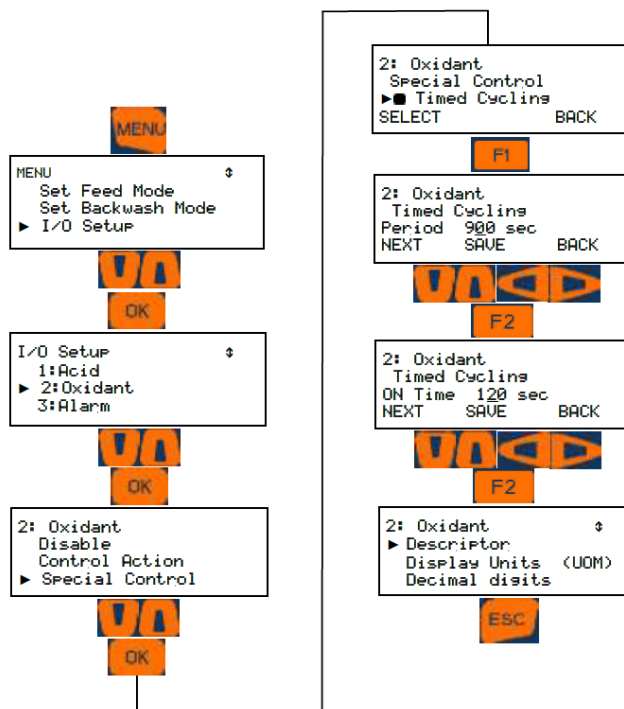 MENU
MENU
Set Feed Mode
Set Backwash Mode
I/O Setup
OK
I/O Setup
1:Acid
2:Oxidant
3:Alarm
OK
2: Oxidant
Disable
Control Action
Special Control
OK
2: Oxidant
Special Control
Timed Cycling
SELECT BACK
F1
2: Oxidant
Timed Cycling
Period 900 sec
NEXT SAVE BACK
F2
2: Oxidant
Timed Cycling
ON Time 120 sec
NEXT SAVE BACK
F2
2: Oxidant
Descriptor
Display Units (UOM)
Decimal digits
ESC